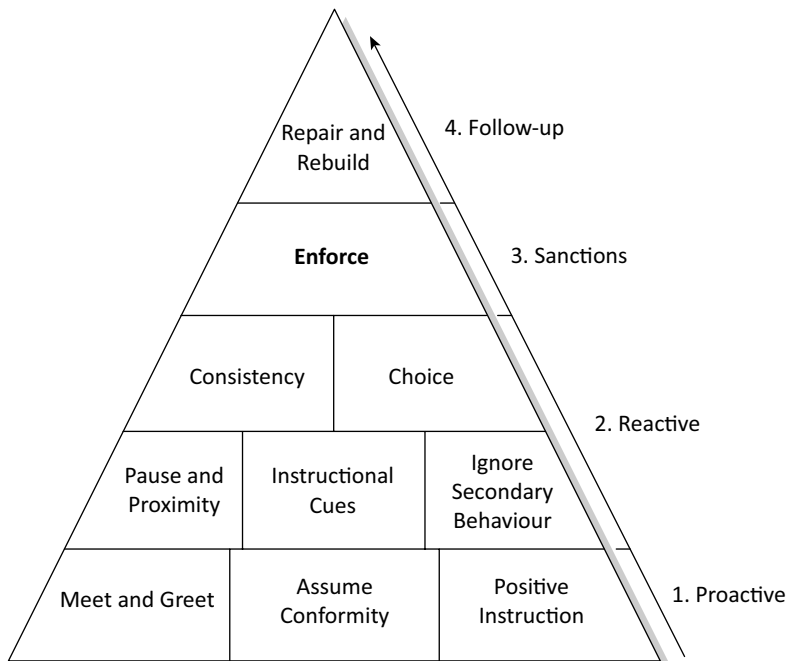 Repair and
Rebuild
4. Follow-up
Enforce
3. Sanctions
Consistency
Choice
2. Reactive
Pause and
Proximity
Instructional
Cues
Ignore
Secondary
Behaviour
Meet and Greet
Assume
Conformity
Positive
Instruction
1. Proactive